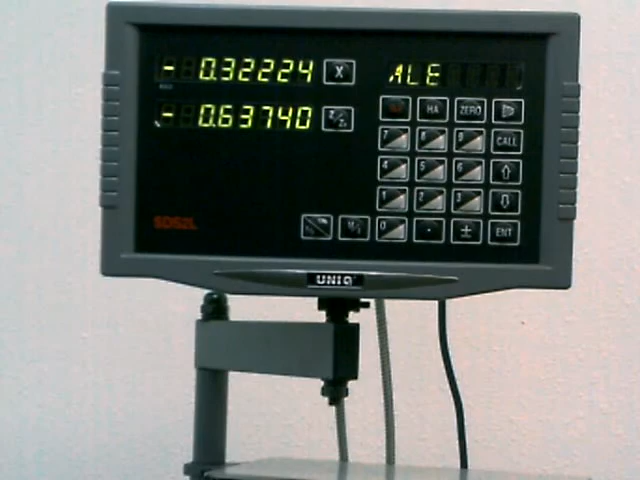 - 0.32224 X ALE
- 0.63740 Z/Z₀
HA ZERO
7 8 9 CALL
4 5 6 ⇧
1 2 3 ⇩
0 . ± ENT
SDS2L
UNIQ